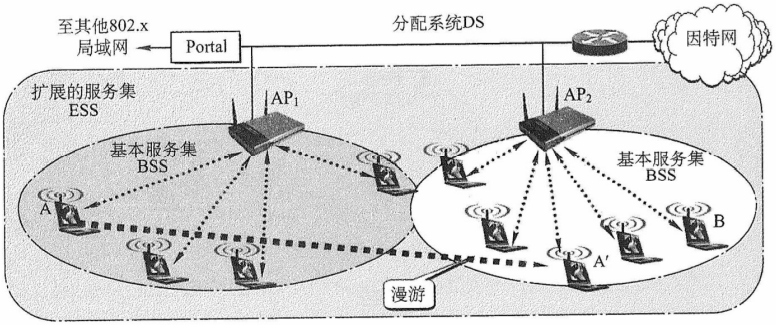 至其他802.x
局域网
Portal
分配系统DS
因特网
扩展的服务集
ESS
AP₁
AP₂
基本服务集
BSS
基本服务集
BSS
A
B
A′
漫游